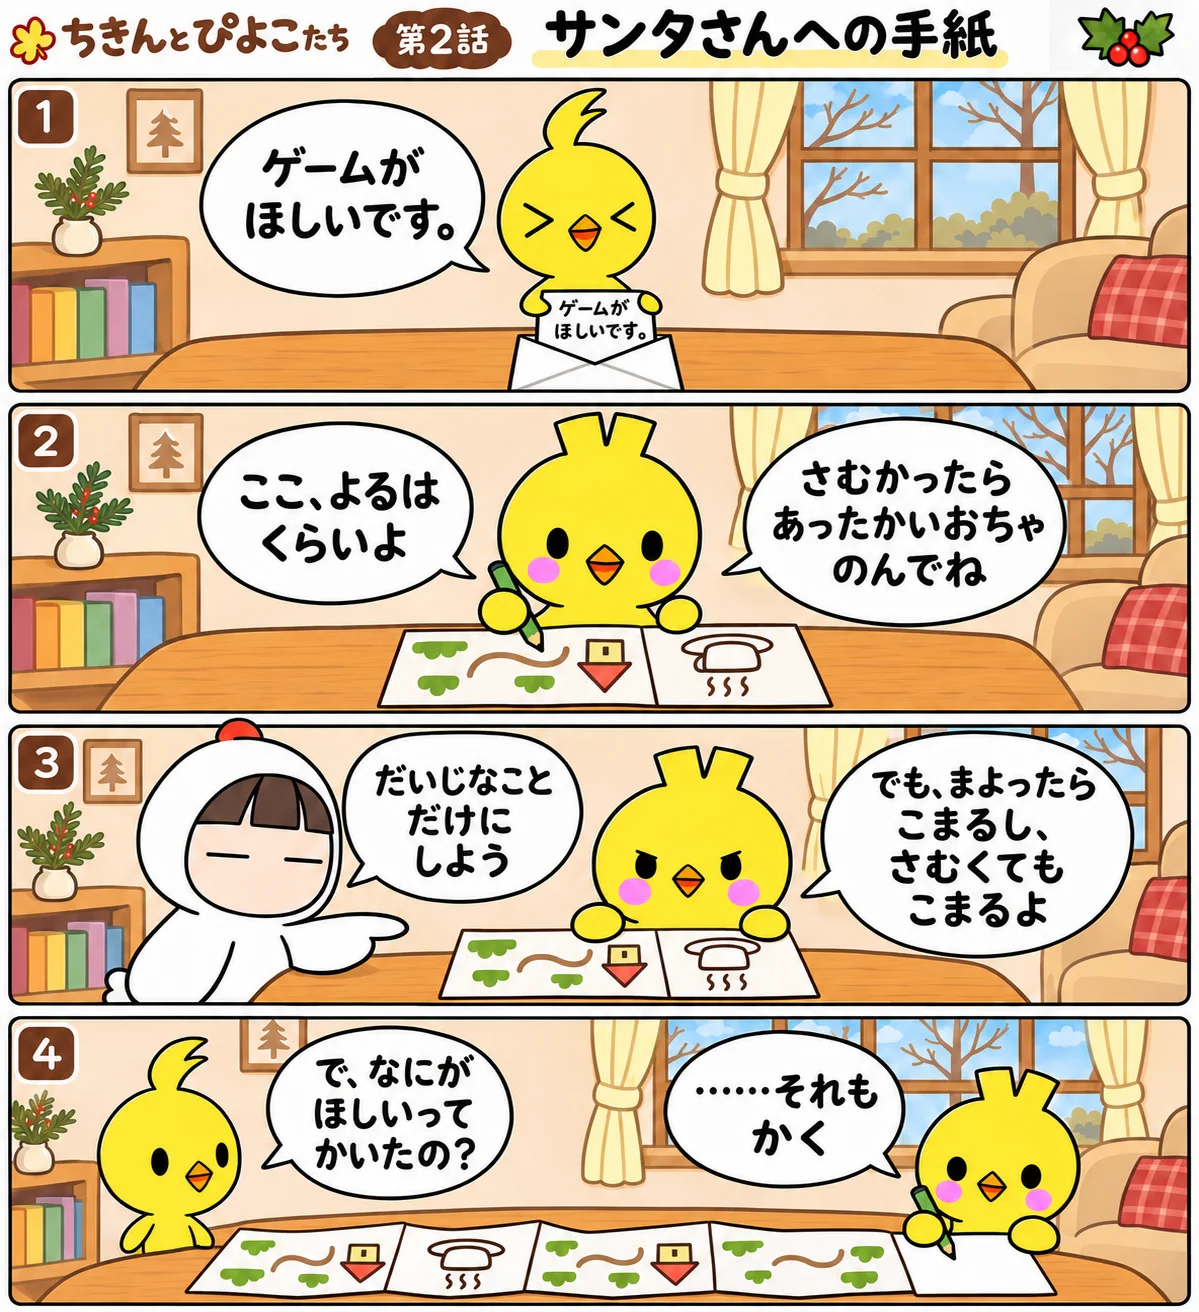 ちきんとぴよこたち
第2話
サンタさんへの手紙
1
ゲームが
ほしいです。
ゲームが
ほしいです。
2
ここ、よるは
くらいよ
さむかったら
あったかいおちゃ
のんでね
3
だいじなこと
だけに
しよう
でも、まよったら
こまるし、
さむくても
こまるよ
4
で、なにが
ほしいって
かいたの?
……それも
かく